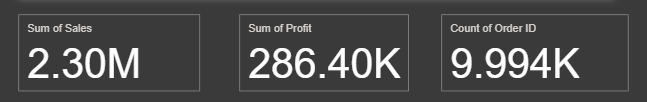 Sum of Sales
2.30M
Sum of Profit
286.40K
Count of Order ID
9.994K